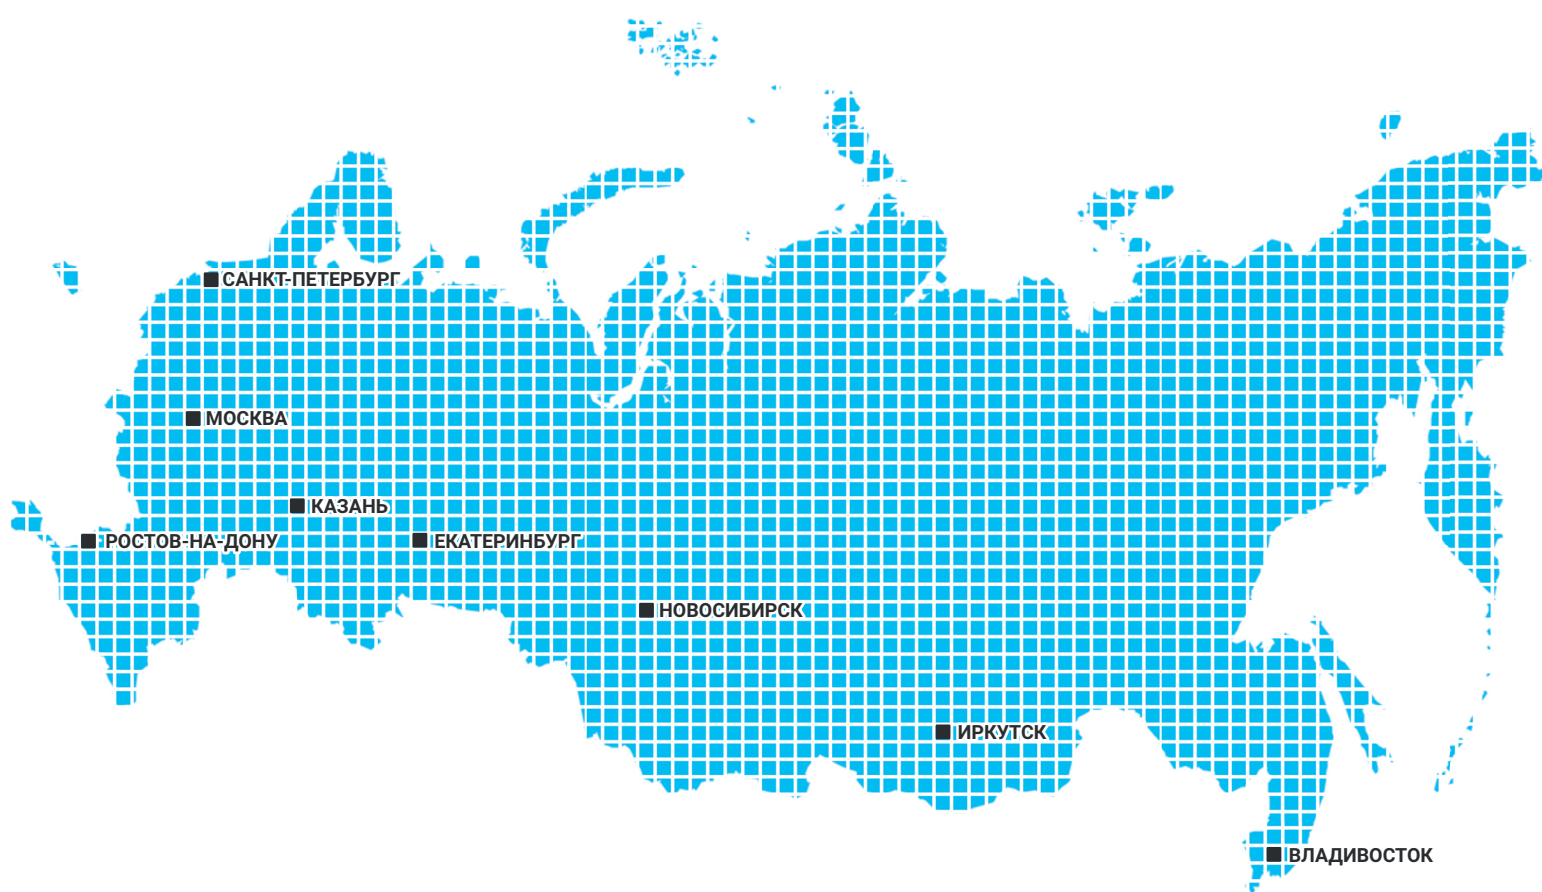 САНКТ-ПЕТЕРБУРГ
МОСКВА
КАЗАНЬ
РОСТОВ-НА-ДОНУ
ЕКАТЕРИНБУРГ
НОВОСИБИРСК
ИРКУТСК
ВЛАДИВОСТОК